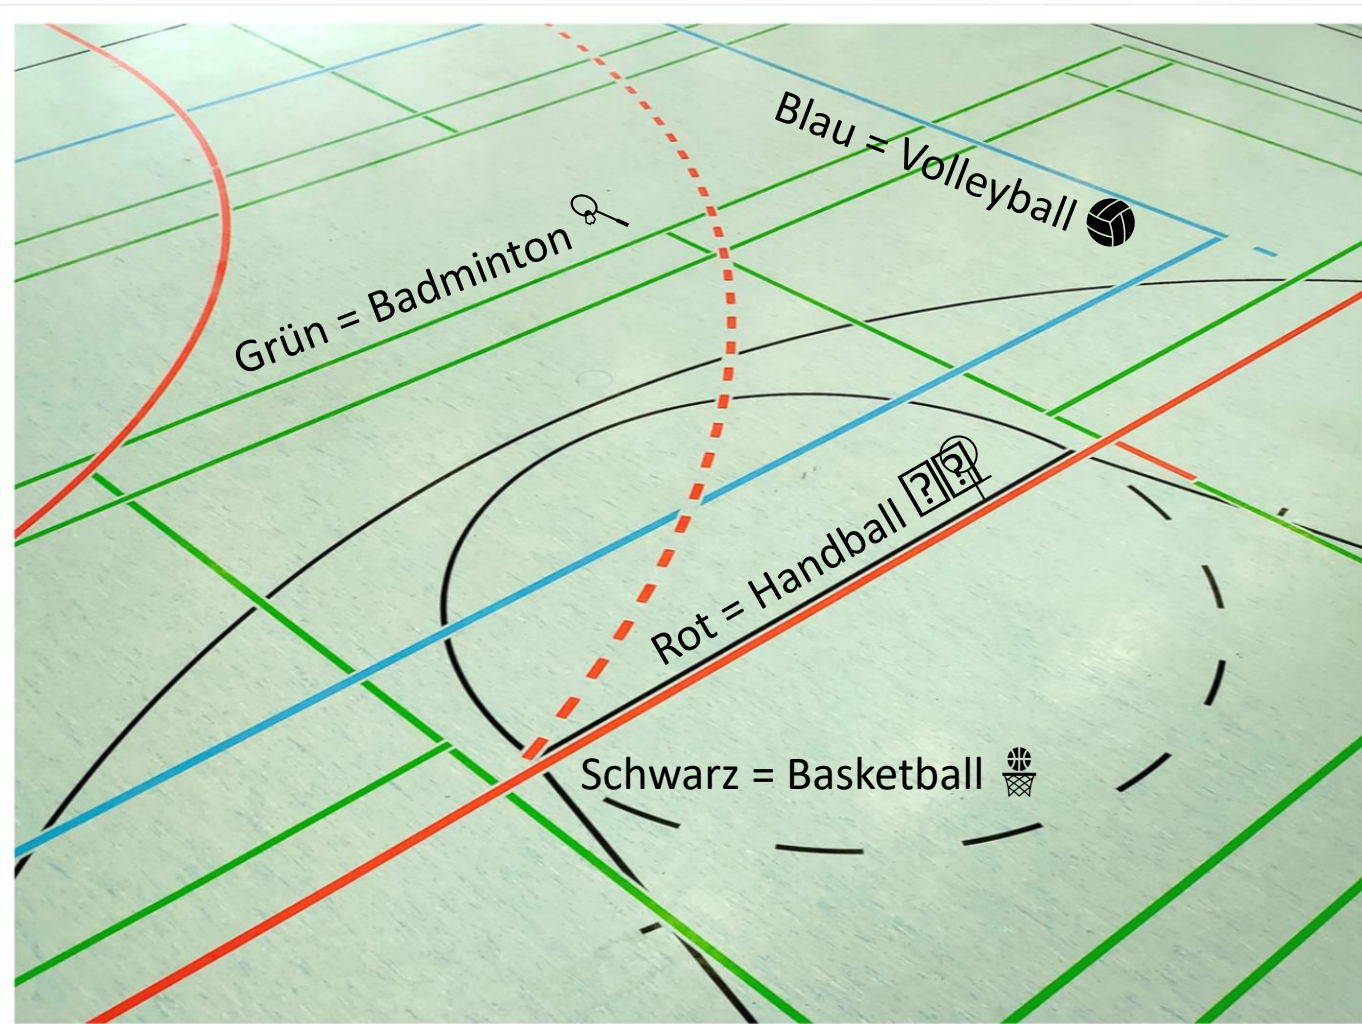 Blau = Volleyball
Grün = Badminton
Rot = Handball
Schwarz = Basketball